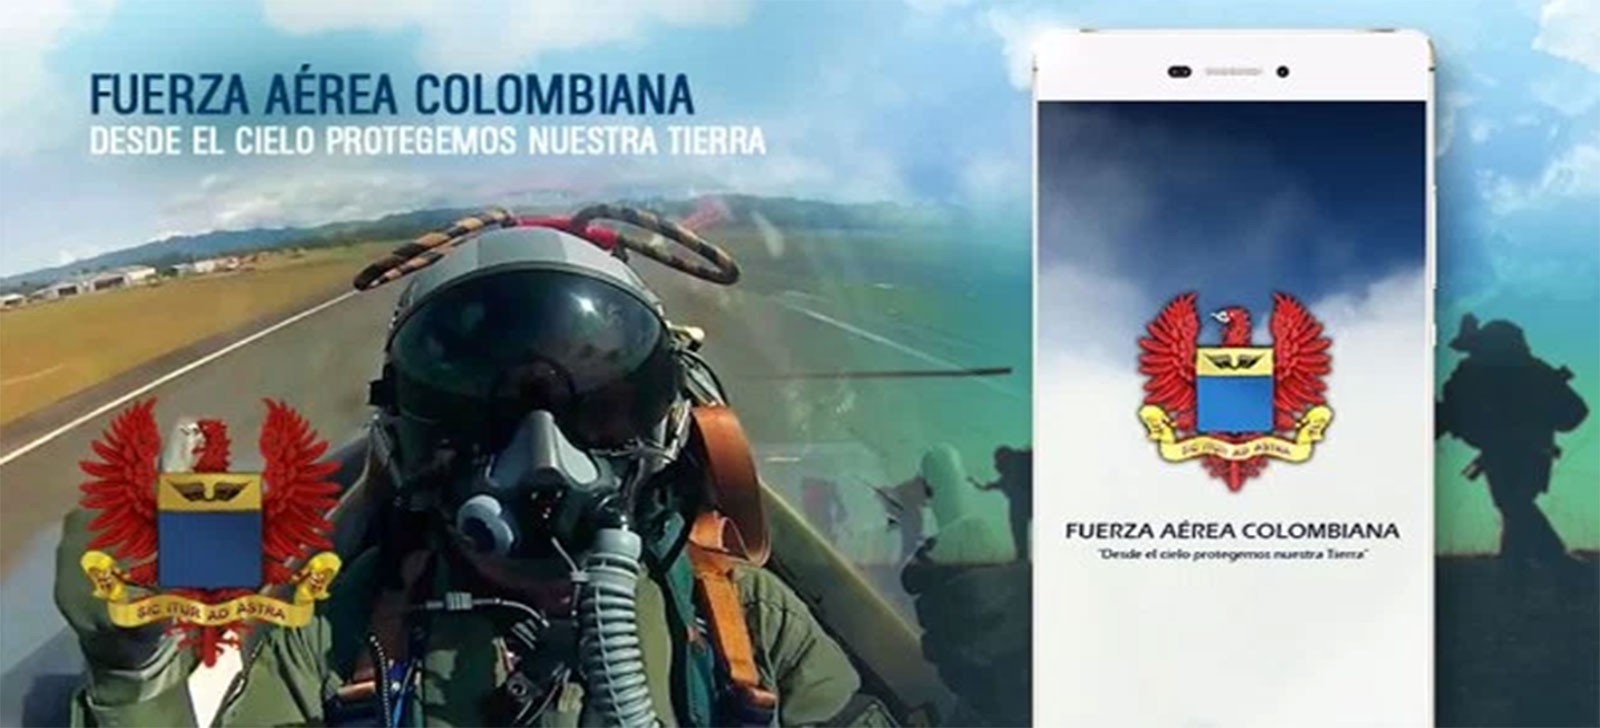 FUERZA AÉREA COLOMBIANA
DESDE EL CIELO PROTEGEMOS NUESTRA TIERRA
SIC ITUR AD ASTRA
SIC ITUR AD ASTRA
FUERZA AÉREA COLOMBIANA
"Desde el cielo protegemos nuestra Tierra"